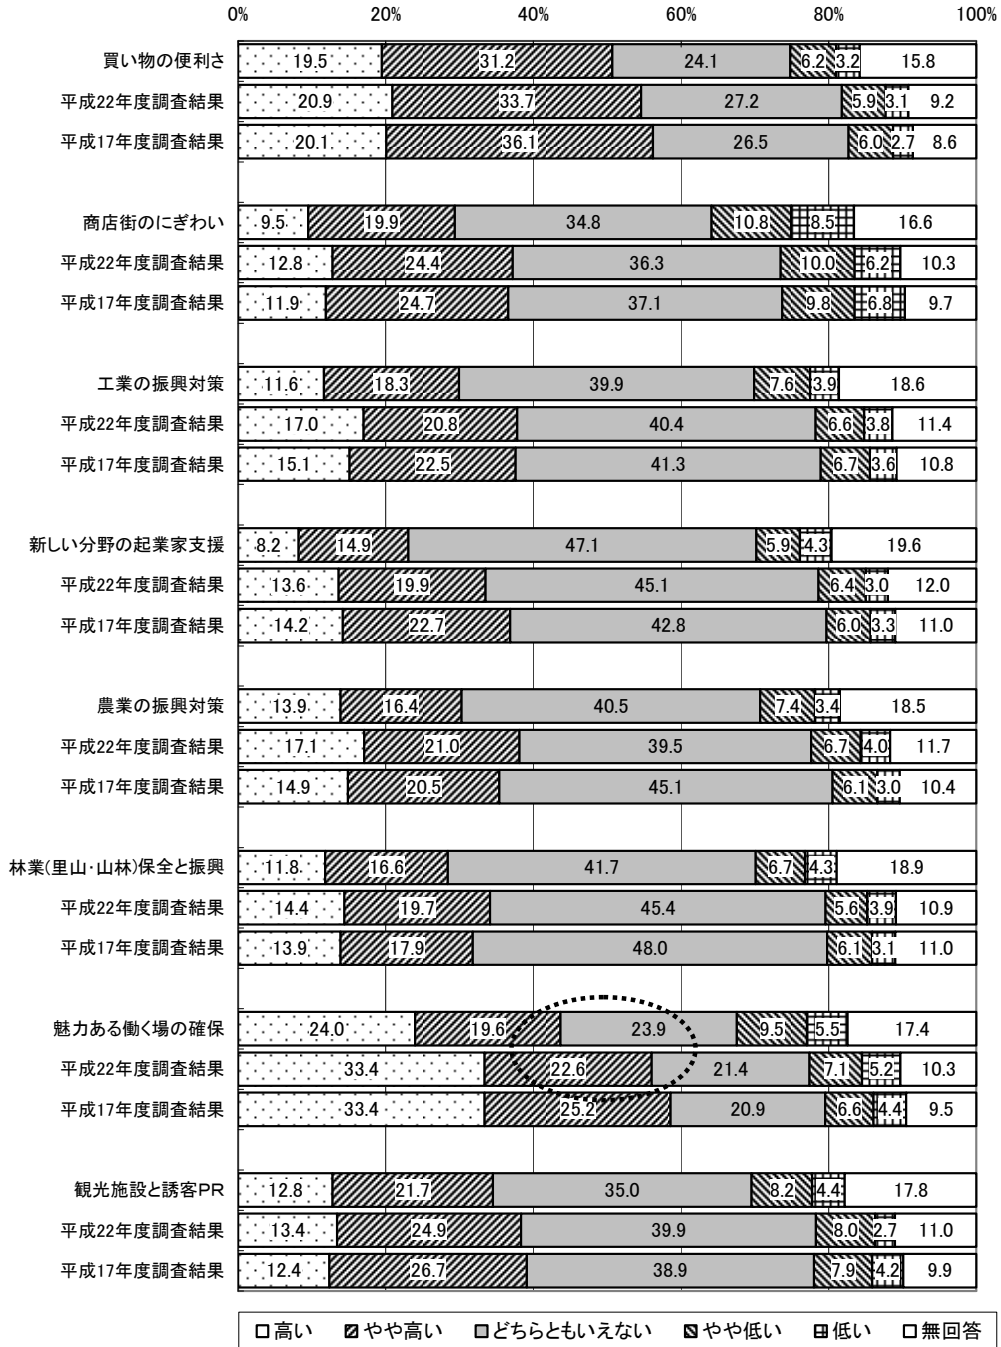 0% 20% 40% 60% 80% 100%
買い物の便利さ 19.5 31.2 24.1 6.2 3.2 15.8
平成22年度調査結果 20.9 33.7 27.2 5.9 3.1 9.2
平成17年度調査結果 20.1 36.1 26.5 6.0 2.7 8.6
商店街のにぎわい 9.5 19.9 34.8 10.8 8.5 16.6
平成22年度調査結果 12.8 24.4 36.3 10.0 6.2 10.3
平成17年度調査結果 11.9 24.7 37.1 9.8 6.8 9.7
工業の振興対策 11.6 18.3 39.9 7.6 3.9 18.6
平成22年度調査結果 17.0 20.8 40.4 6.6 3.8 11.4
平成17年度調査結果 15.1 22.5 41.3 6.7 3.6 10.8
新しい分野の起業家支援 8.2 14.9 47.1 5.9 4.3 19.6
平成22年度調査結果 13.6 19.9 45.1 6.4 3.0 12.0
平成17年度調査結果 14.2 22.7 42.8 6.0 3.3 11.0
農業の振興対策 13.9 16.4 40.5 7.4 3.4 18.5
平成22年度調査結果 17.1 21.0 39.5 6.7 4.0 11.7
平成17年度調査結果 14.9 20.5 45.1 6.1 3.0 10.4
林業(里山・山林)保全と振興 11.8 16.6 41.7 6.7 4.3 18.9
平成22年度調査結果 14.4 19.7 45.4 5.6 3.9 10.9
平成17年度調査結果 13.9 17.9 48.0 6.1 3.1 11.0
魅力ある働く場の確保 24.0 19.6 23.9 9.5 5.5 17.4
平成22年度調査結果 33.4 22.6 21.4 7.1 5.2 10.3
平成17年度調査結果 33.4 25.2 20.9 6.6 4.4 9.5
観光施設と誘客PR 12.8 21.7 35.0 8.2 4.4 17.8
平成22年度調査結果 13.4 24.9 39.9 8.0 2.7 11.0
平成17年度調査結果 12.4 26.7 38.9 7.9 4.2 9.9
高い やや高い どちらともいえない やや低い 低い 無回答